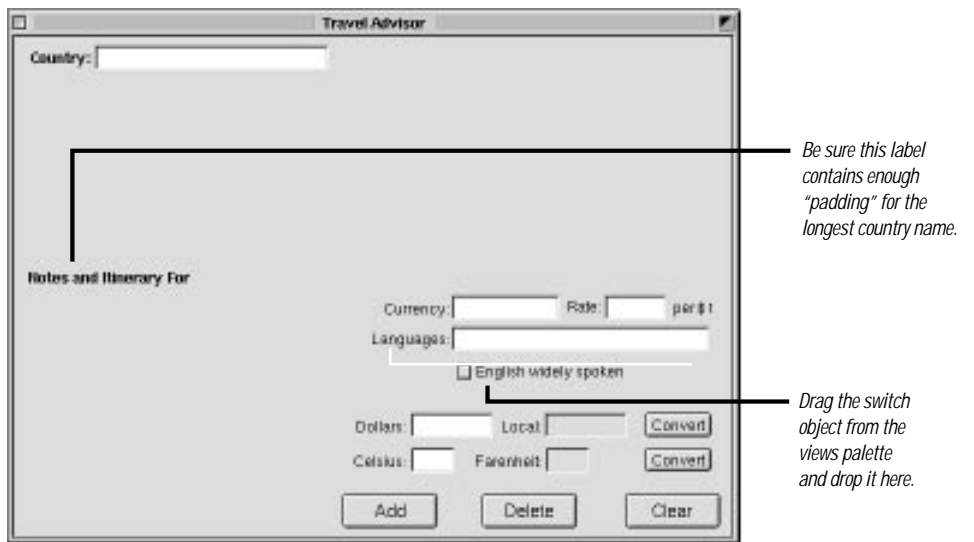 Travel Advisor
Country:
Be sure this label
contains enough
“padding” for the
longest country name.
Notes and Itinerary For
Currency: Rate: per $1
Languages:
English widely spoken
Drag the switch
object from the
views palette
and drop it here.
Dollars: Local: Convert
Celsius: Farenheit: Convert
Add Delete Clear